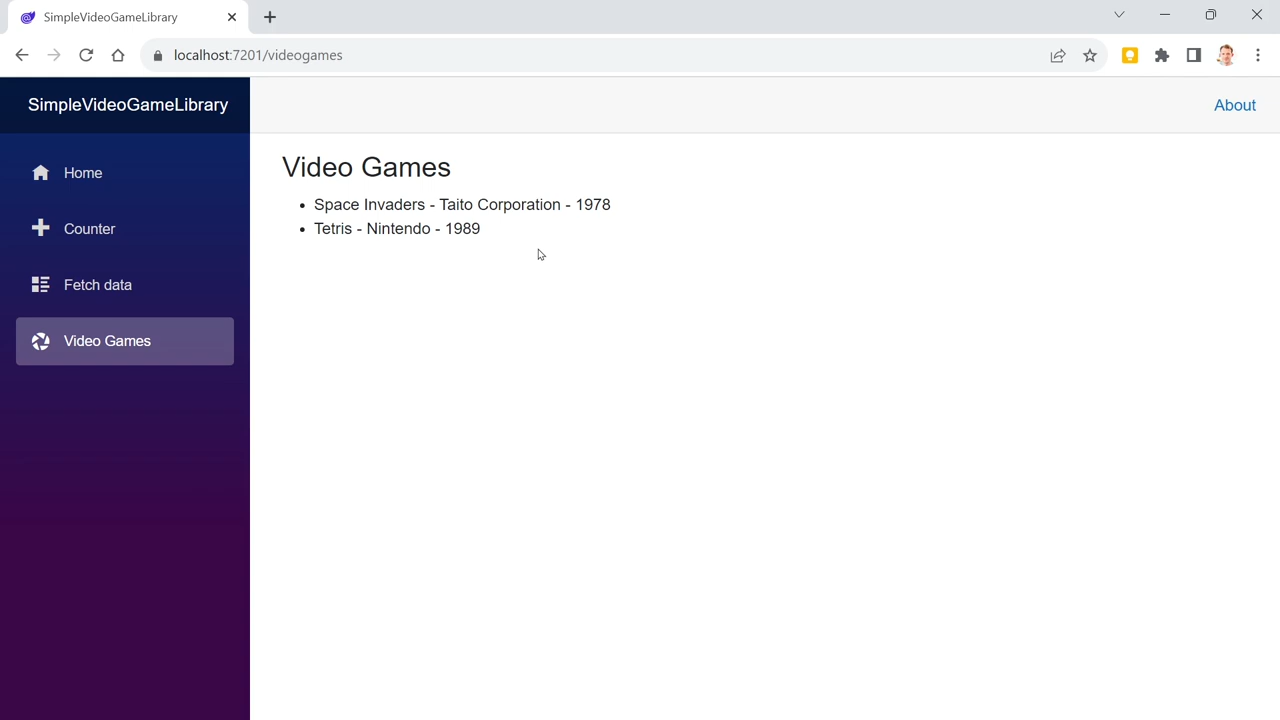 SimpleVideoGameLibrary
localhost:7201/videogames
SimpleVideoGameLibrary
About
Home
Counter
Fetch data
Video Games
Video Games
• Space Invaders - Taito Corporation - 1978
• Tetris - Nintendo - 1989